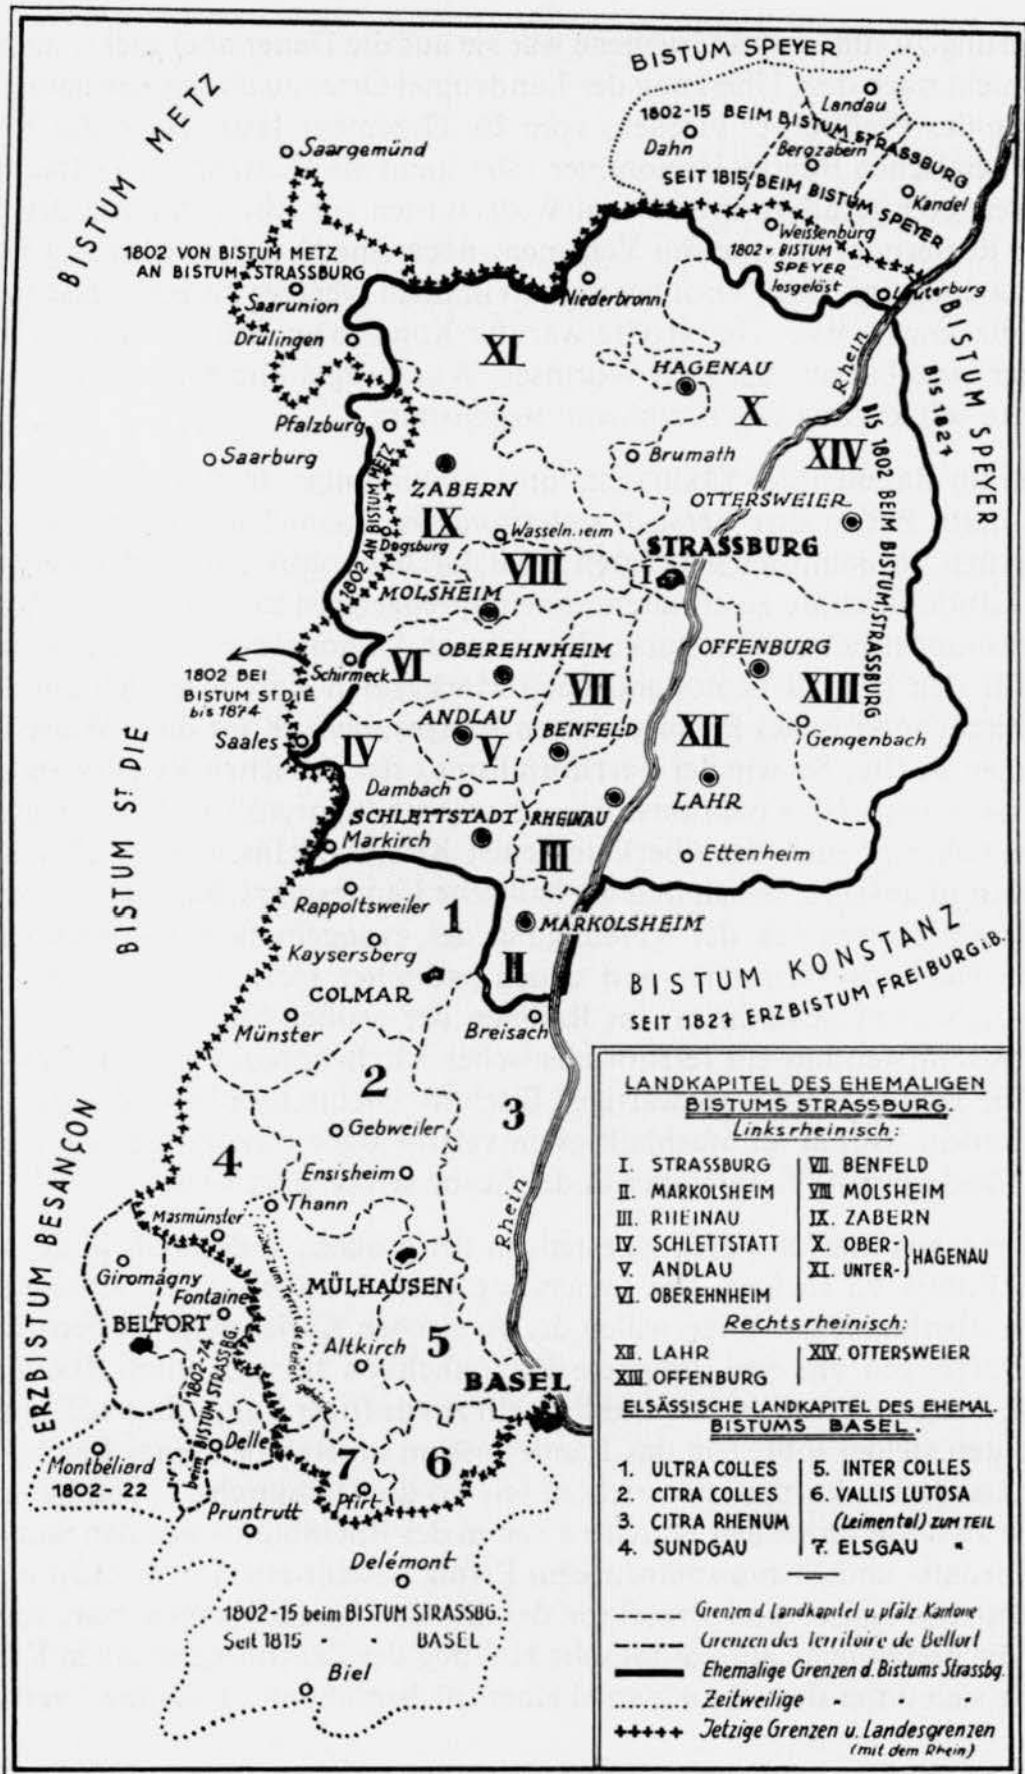 BISTUM SPEYER
BISTUM METZ
Landau
1802-15 BEIM BISTUM STRASSBURG
Dahn
Bergzabern
Saargemünd
SEIT 1815 BEIM BISTUM SPEYER
Kandel
Weissenburg
1802 v. BISTUM
SPEYER
losgelöst
Lauterburg
1802 VON BISTUM METZ
AN BISTUM STRASSBURG
Saarunion
Niederbronn
Drülingen
XI
Rhein
BISTUM SPEYER
BIS 1827
HAGENAU
X
Pfalzburg
Saarburg
Brumath
XIV
BIS 1802 BEIM BISTUM STRASSBURG
ZABERN
IX
OTTERSWEIER
1802 AN BISTUM METZ
Dagsburg
Wasselnheim
VIII
STRASSBURG
I
MOLSHEIM
OBEREHNHEIM
OFFENBURG
1802 BEI
BISTUM ST DIÉ
bis 1874
Schirmeck
VI
VII
XIII
ANDLAU
BENFELD
XII
Gengenbach
Saales
IV
V
BISTUM ST. DIÉ
Dambach
LAHR
SCHLETTSTADT
RHEINAU
Markirch
III
Ettenheim
Rappoltsweiler
1
MARKOLSHEIM
Kaysersberg
II
COLMAR
BISTUM KONSTANZ
SEIT 1827 ERZBISTUM FREIBURG i.B.
Münster
Breisach
2
3
Gebweiler
4
Ensisheim
Thann
Rhein
ERZBISTUM BESANÇON
Masmünster
Giromagny
MÜLHAUSEN
Fontaine
BELFORT
1802-74
beim BISTUM STRASSBG.
Altkirch
5
BASEL
Delle
Montbéliard
1802-22
7
6
Pfirt
Pruntrutt
Delémont
1802-15 beim BISTUM STRASSBG.
Seit 1815 " " BASEL
Biel
LANDKAPITEL DES EHEMALIGEN
BISTUMS STRASSBURG.
Linksrheinisch:
I. STRASSBURG
II. MARKOLSHEIM
III. RHEINAU
IV. SCHLETTSTATT
V. ANDLAU
VI. OBEREHNHEIM
VII. BENFELD
VIII. MOLSHEIM
IX. ZABERN
X. OBER-
XI. UNTER-
HAGENAU
Rechtsrheinisch:
XII. LAHR
XIII. OFFENBURG
XIV. OTTERSWEIER
ELSÄSSISCHE LANDKAPITEL DES EHEMAL.
BISTUMS BASEL.
1. ULTRA COLLES
2. CITRA COLLES
3. CITRA RHENUM
4. SUNDGAU
5. INTER COLLES
6. VALLIS LUTOSA
(Leimental) ZUM TEIL
7. ELSGAU "
Grenzen d. Landkapitel u. pfälz. Kantone
Grenzen des Territoire de Belfort
Ehemalige Grenzen d. Bistums Strassbg.
Zeitweilige " " "
Jetzige Grenzen u. Landesgrenzen
(mit dem Rhein)